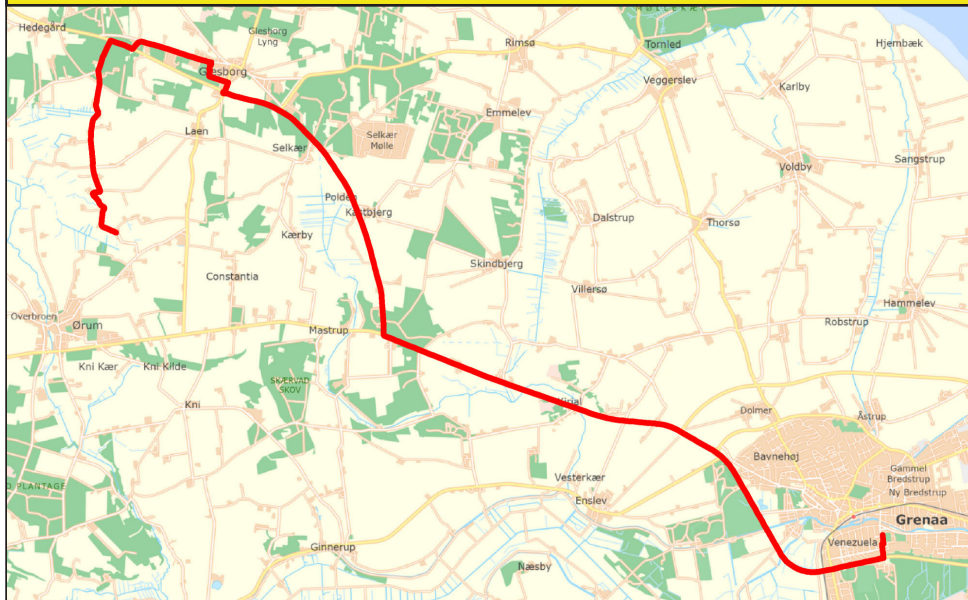 MØLLEKÆR
Hedegård
Glesborg
Lyng
Rimsø
Tornled
Hjembæk
Glesborg
Veggerslev
Karlby
Emmelev
Laen
Selkær
Mølle
Selkær
Voldby
Sangstrup
Polden
Kastbjerg
Dalstrup
Thorsø
Kærby
Skindbjerg
Constantia
Villersø
Hammelev
Overbroen
Ørum
Robstrup
Mastrup
Kni Kær
Kni Kilde
SKÆRVAD
SKOV
Kni
Dolmer
Åstrup
Bavnehøj
Gammel
Bredstrup
Vesterkær
PLANTAGE
Ny Bredstrup
Enslev
Grenaa
Venezuela
Ginnerup
Næsby